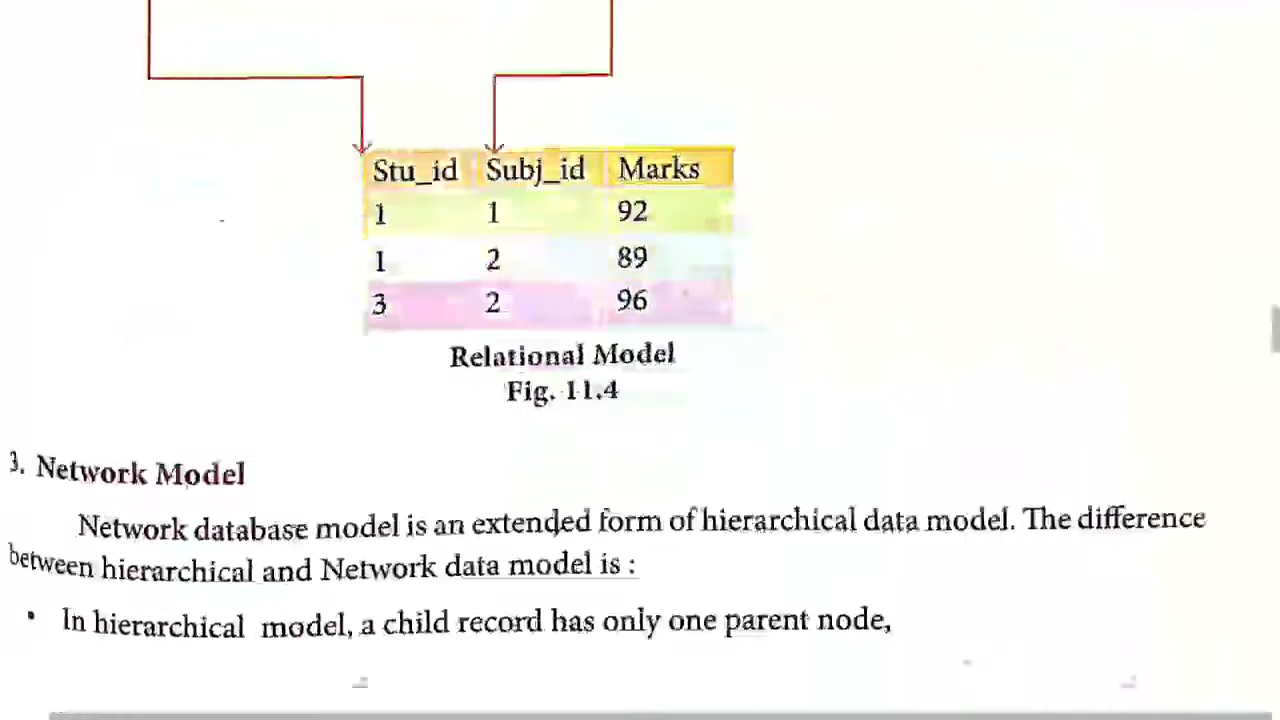 Stu_id Subj_id Marks
1 1 92
1 2 89
3 2 96
Relational Model
Fig. 11.4
3. Network Model
Network database model is an extended form of hierarchical data model. The difference
between hierarchical and Network data model is :
• In hierarchical model, a child record has only one parent node,